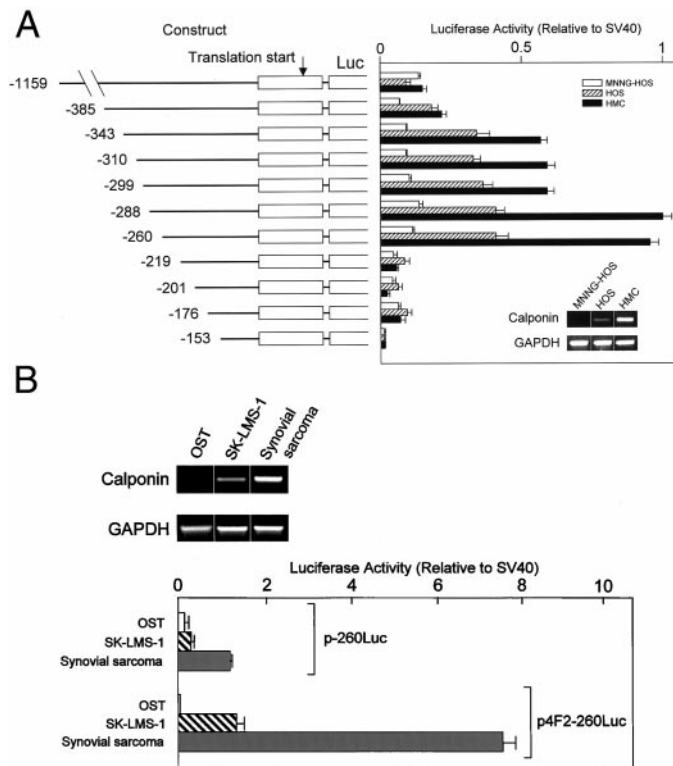 A
Construct
Luciferase Activity (Relative to SV40)
0 0.5 1
Translation start
Luc
MNNG-HOS
HOS
HMC
-1159
-385
-343
-310
-299
-288
-260
-219
-201
-176
-153
MNNG-HOS
HOS
HMC
Calponin
GAPDH
B
OST
SK-LMS-1
Synovial
sarcoma
Calponin
GAPDH
Luciferase Activity (Relative to SV40)
0 2 4 6 8 10
OST
SK-LMS-1
Synovial sarcoma
p-260Luc
OST
SK-LMS-1
Synovial sarcoma
p4F2-260Luc